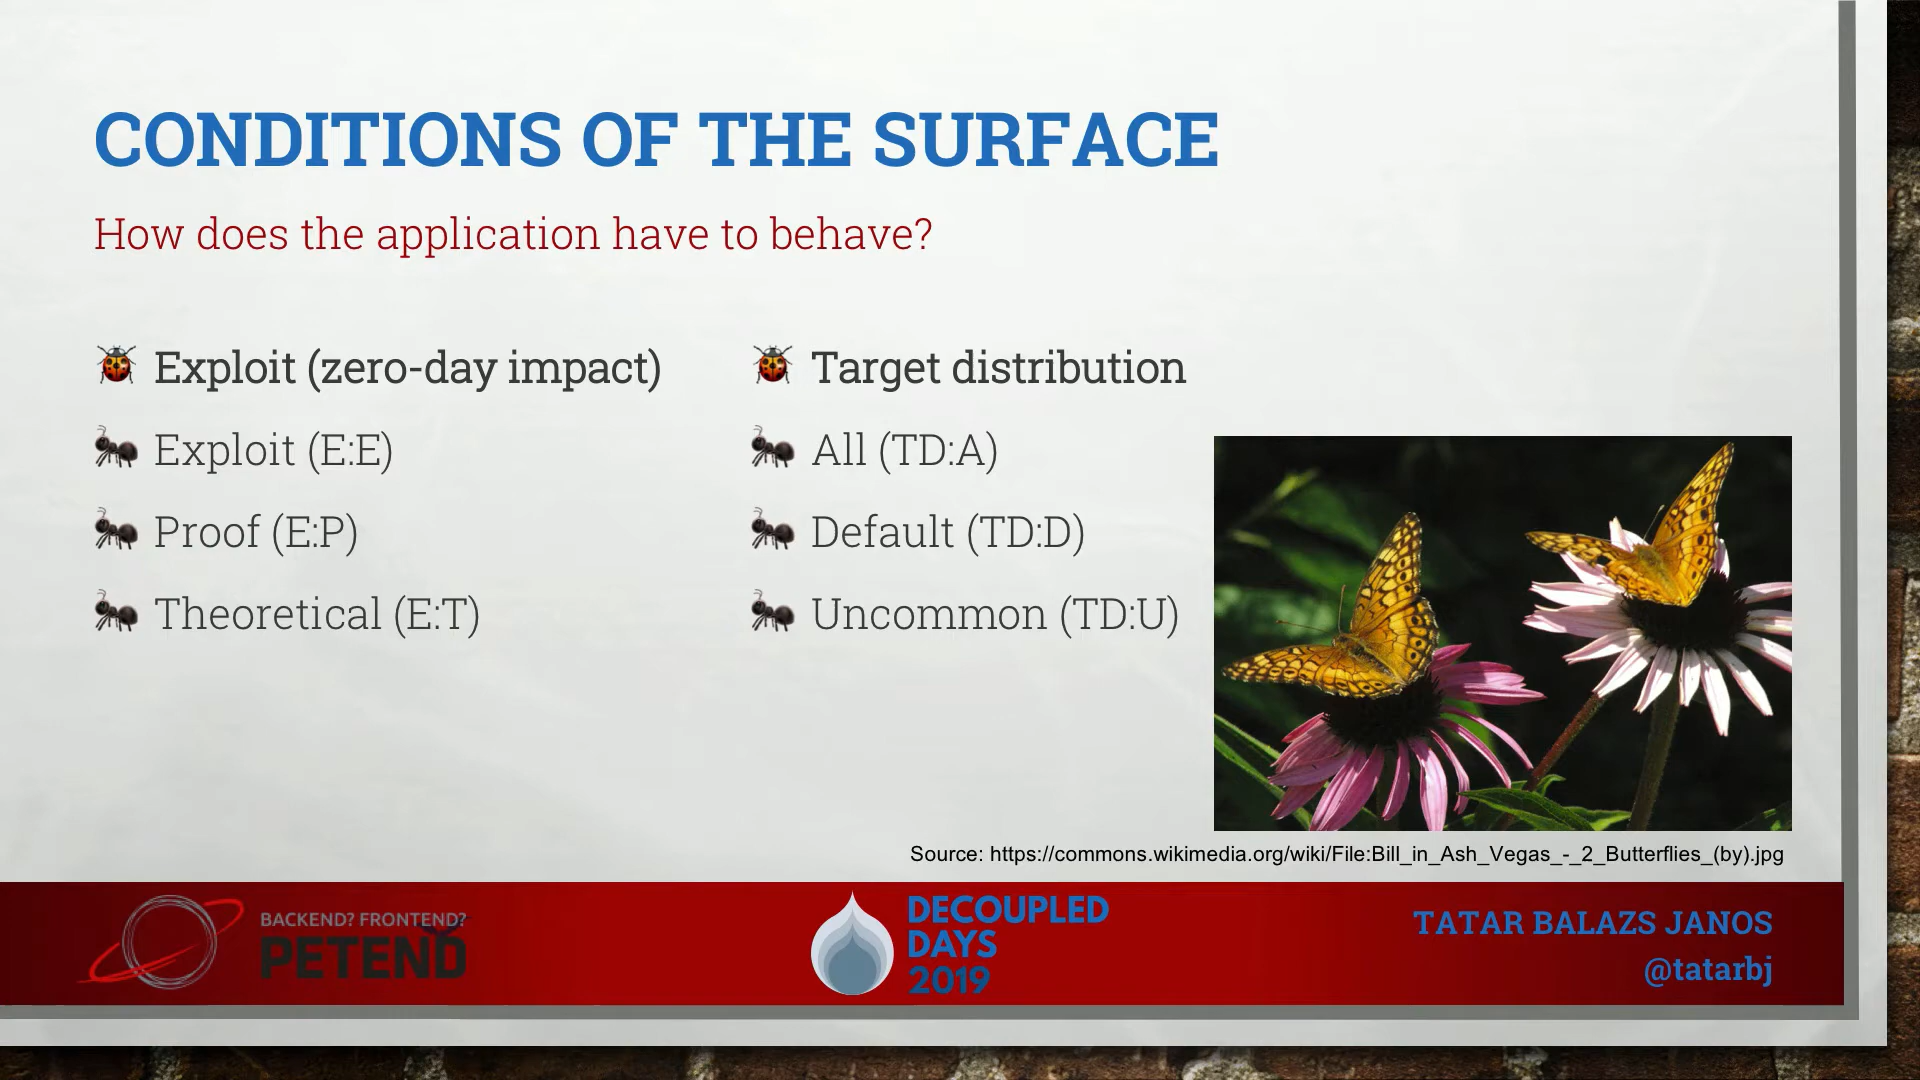 CONDITIONS OF THE SURFACE
How does the application have to behave?
Exploit (zero-day impact)
Exploit (E:E)
Proof (E:P)
Theoretical (E:T)
Target distribution
All (TD:A)
Default (TD:D)
Uncommon (TD:U)
Source: https://commons.wikimedia.org/wiki/File:Bill_in_Ash_Vegas_-_2_Butterflies_(by).jpg
BACKEND? FRONTEND?
PETEND
DECOUPLED
DAYS
2019
TATAR BALAZS JANOS
@tatarbj